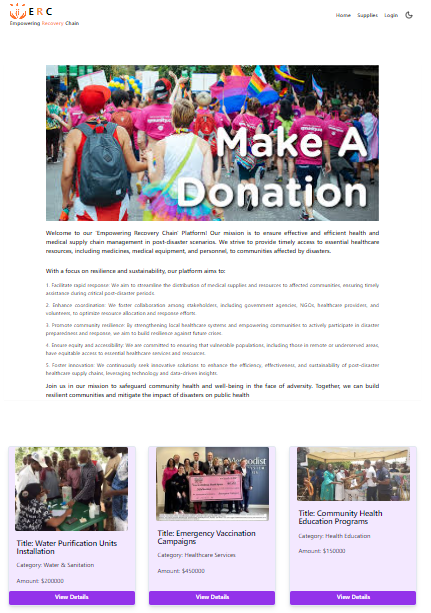 E R C
Empowering Recovery Chain
Home Supplies Login
Make A
Donation
Welcome to our 'Empowering Recovery Chain' Platform! Our mission is to ensure effective and efficient health and
medical supply chain management in post-disaster scenarios. We strive to provide timely access to essential healthcare
resources, including medicines, medical equipment, and personnel, to communities affected by disasters.
With a focus on resilience and sustainability, our platform aims to:
1. Facilitate rapid response: We aim to streamline the distribution of medical supplies and resources to affected communities, ensuring timely
assistance during critical post-disaster periods.
2. Enhance coordination: We foster collaboration among stakeholders, including government agencies, NGOs, healthcare providers, and
volunteers, to optimize resource allocation and response efforts.
3. Promote community resilience: By strengthening local healthcare systems and empowering communities to actively participate in disaster
preparedness and response, we aim to build resilience against future crises.
4. Ensure equity and accessibility: We are committed to ensuring that vulnerable populations, including those in remote or underserved areas,
have equitable access to essential healthcare services and resources.
5. Foster innovation: We continuously seek innovative solutions to enhance the efficiency, effectiveness, and sustainability of post-disaster
healthcare supply chains, leveraging technology and data-driven insights.
Join us in our mission to safeguard community health and well-being in the face of adversity. Together, we can build
resilient communities and mitigate the impact of disasters on public health
Title: Water Purification Units
Installation
Category: Water & Sanitation
Amount: $200000
View Details
Title: Emergency Vaccination
Campaigns
Category: Healthcare Services
Amount: $450000
View Details
Title: Community Health
Education Programs
Category: Health Education
Amount: $150000
View Details